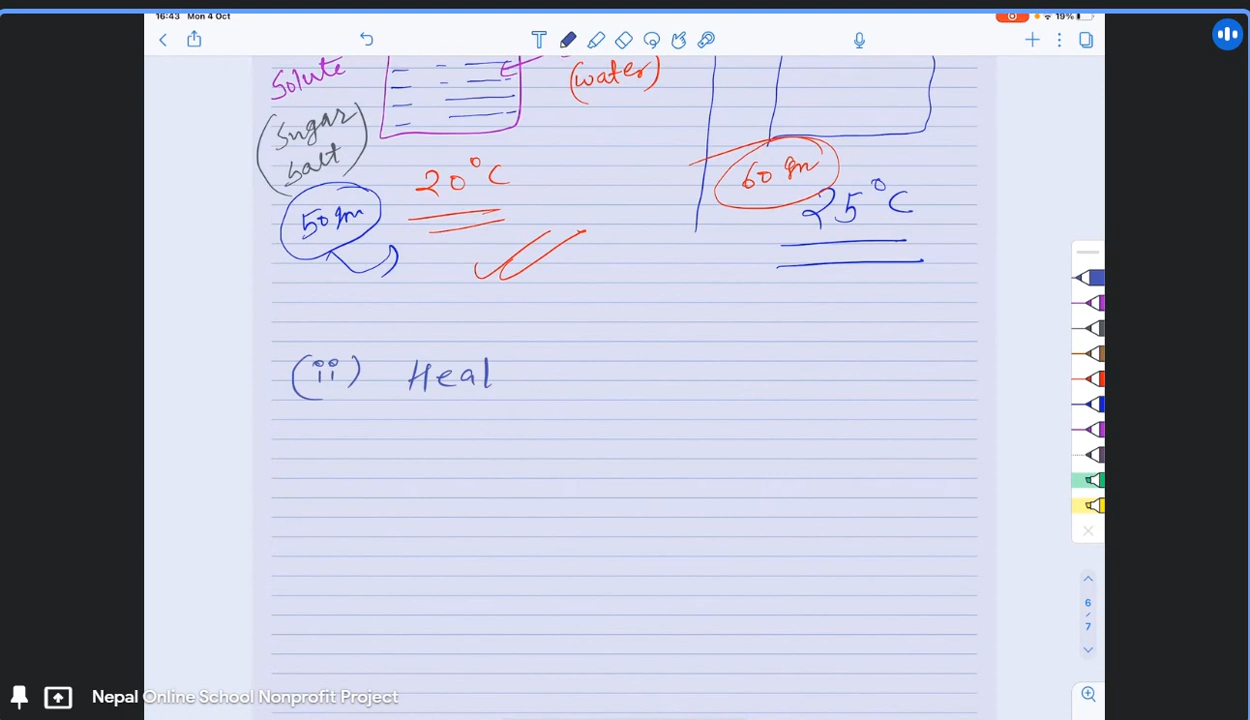 16:43 Mon 4 Oct
19%
T
Solute
(water)
(Sugar
Salt)
50 gm
20°C
60 gm
25°C
(ii) Heal
6
/
7
Nepal Online School Nonprofit Project